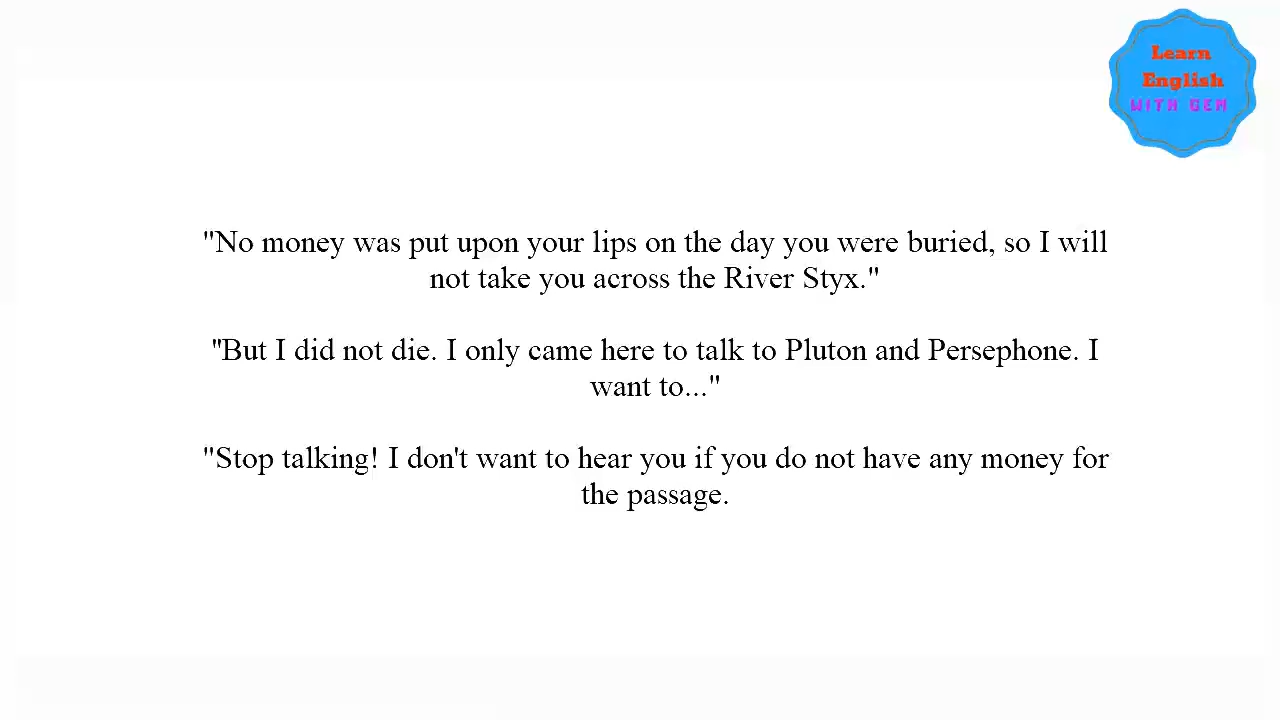 Learn
English
WITH GEM
"No money was put upon your lips on the day you were buried, so I will
not take you across the River Styx."
"But I did not die. I only came here to talk to Pluton and Persephone. I
want to..."
"Stop talking! I don't want to hear you if you do not have any money for
the passage.